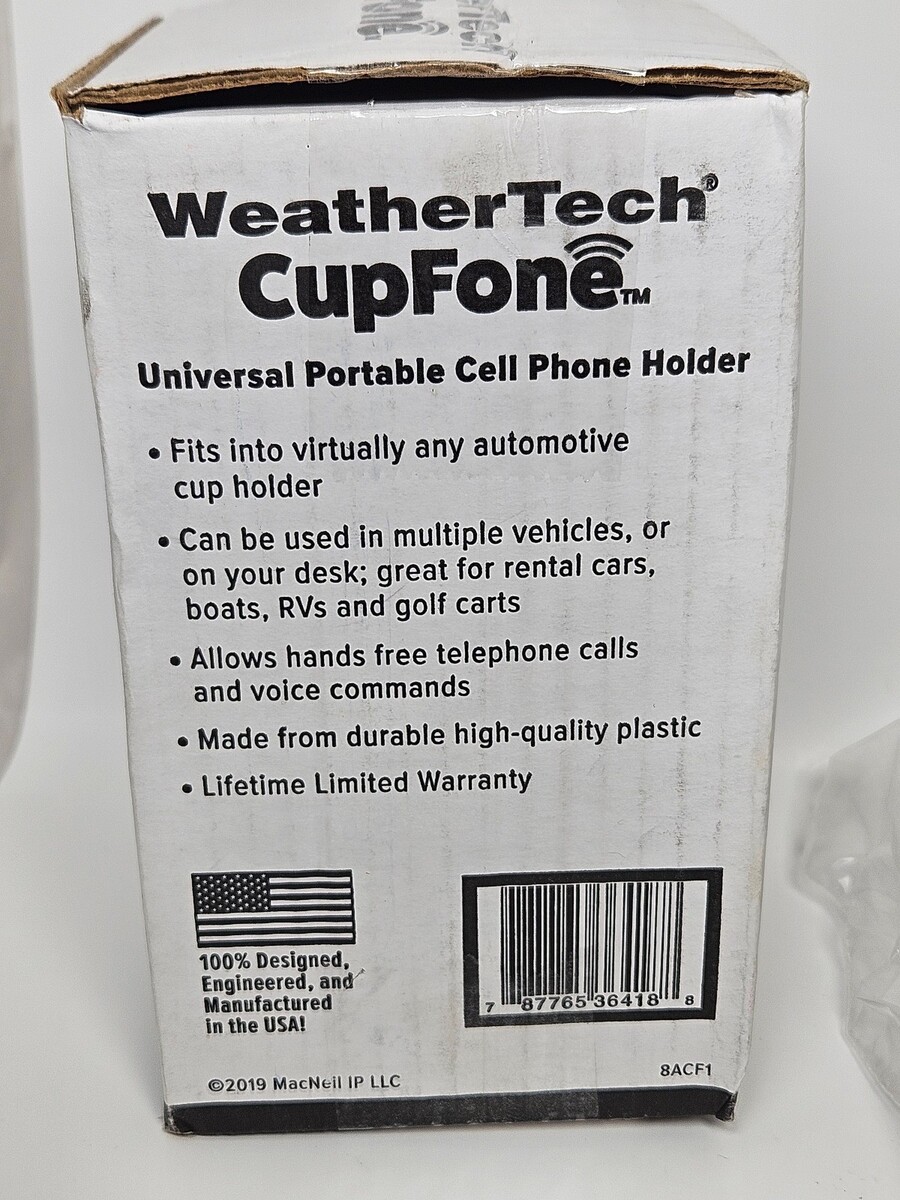 WeatherTech®
CupFone™
Universal Portable Cell Phone Holder
• Fits into virtually any automotive
cup holder
• Can be used in multiple vehicles, or
on your desk; great for rental cars,
boats, RVs and golf carts
• Allows hands free telephone calls
and voice commands
• Made from durable high-quality plastic
• Lifetime Limited Warranty
100% Designed,
Engineered, and
Manufactured
in the USA!
7 87765 36418 8
©2019 MacNeil IP LLC
8ACF1